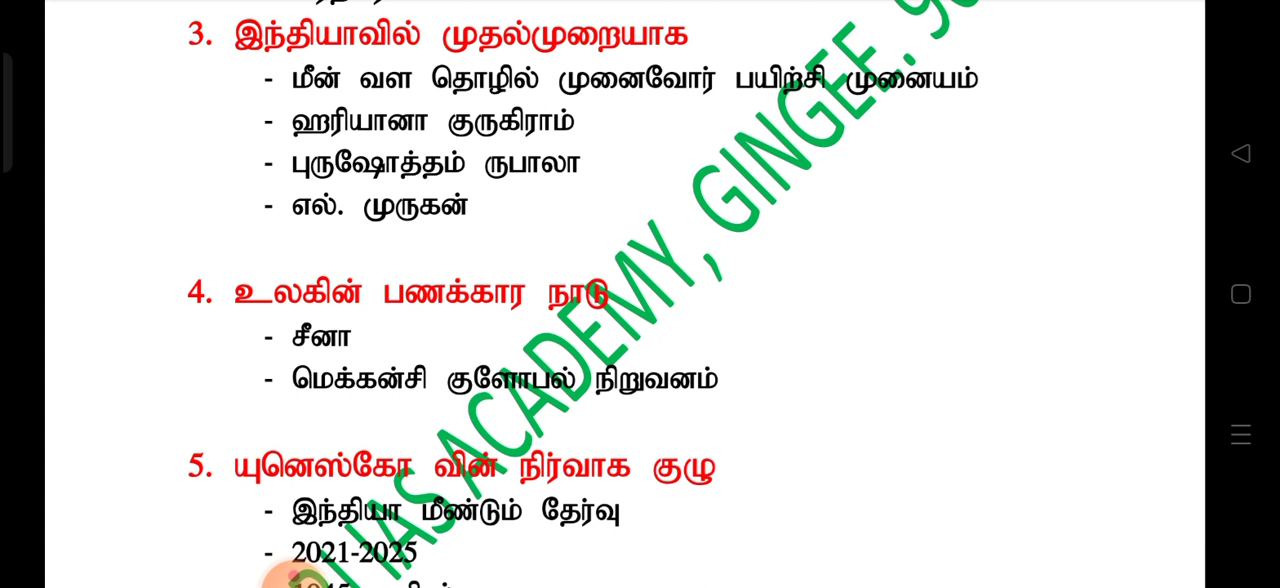 3. இந்தியாவில் முதல்முறையாக
- மீன் வள தொழில் முனைவோர் பயிற்சி முனையம்
- ஹரியானா குருகிராம்
- புருஷோத்தம் ருபாலா
- எல். முருகன்
4. உலகின் பணக்கார நாடு
- சீனா
- மெக்கன்சி குளோபல் நிறுவனம்
5. யுனெஸ்கோ வின் நிர்வாக குழு
- இந்தியா மீண்டும் தேர்வு
- 2021-2025
IAS ACADEMY, GINGEE.